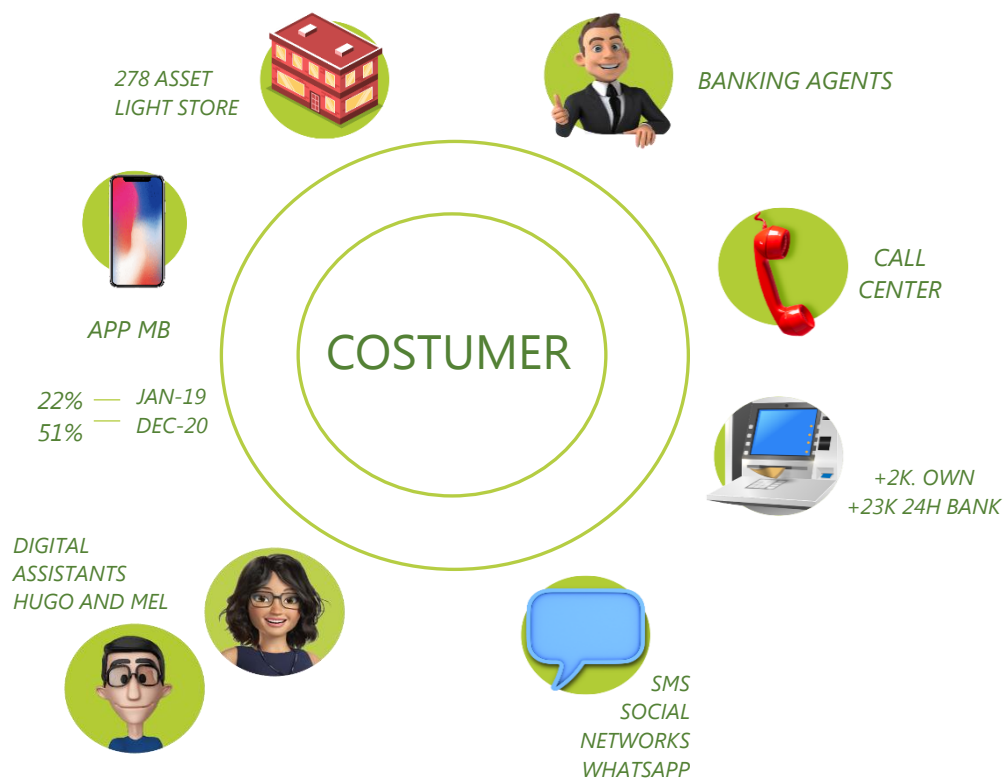 278 ASSET
LIGHT STORE
BANKING AGENTS
APP MB
CALL
CENTER
COSTUMER
22% JAN-19
51% DEC-20
+2K. OWN
+23K 24H BANK
DIGITAL
ASSISTANTS
HUGO AND MEL
SMS
SOCIAL
NETWORKS
WHATSAPP